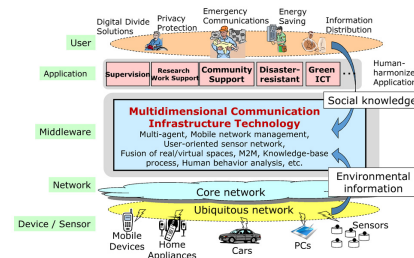 Digital Divide
Solutions
Privacy
Protection
Emergency
Communications
Energy
Saving
Information
Distribution
User
Application
Supervision
Research
Work Support
Community
Support
Disaster-
resistant
Green
ICT
...
Human-
harmonize
Application
Social knowledge
Middleware
Multidimensional Communication
Infrastructure Technology
Multi-agent, Mobile network management,
User-oriented sensor network,
Fusion of real/virtual spaces, M2M, Knowledge-base
process, Human behavior analysis, etc.
Environmental
information
Network
Core network
Ubiquitous network
Device / Sensor
Mobile
Devices
Home
Appliances
Cars
PCs
Sensors